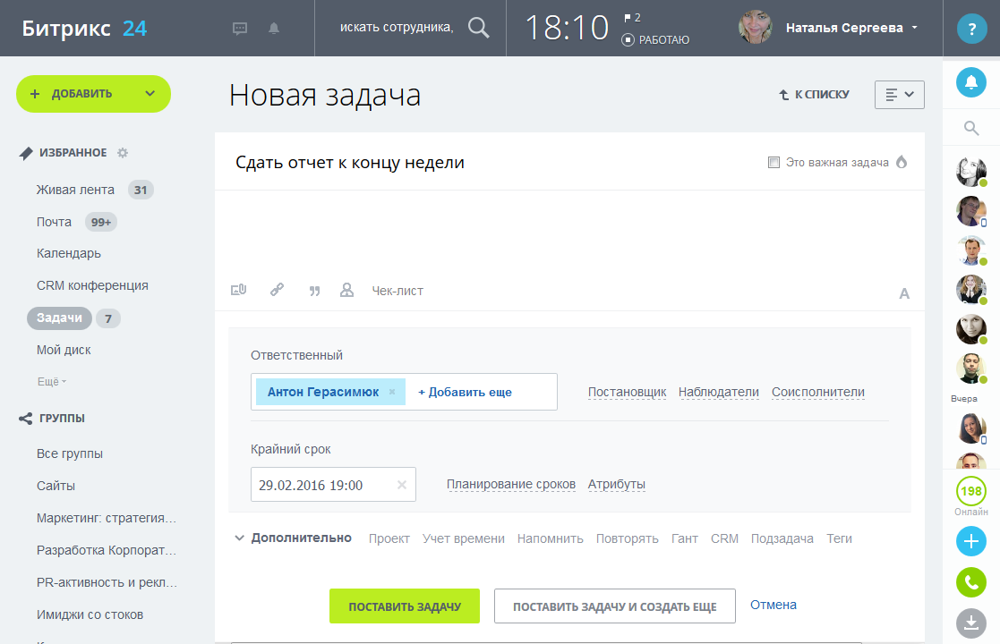 Битрикс 24
искать сотрудника,
18:10
2
РАБОТАЮ
Наталья Сергеева
?
+ ДОБАВИТЬ
ИЗБРАННОЕ
Живая лента 31
Почта 99+
Календарь
CRM конференция
Задачи 7
Мой диск
Ещё
ГРУППЫ
Все группы
Сайты
Маркетинг: стратегия...
Разработка Корпорат...
PR-активность и рекл...
Имиджи со стоков
Новая задача
К СПИСКУ
Сдать отчет к концу недели
Это важная задача
Чек-лист
A
Ответственный
Антон Герасимюк × + Добавить еще
Постановщик Наблюдатели Соисполнители
Крайний срок
29.02.2016 19:00 ×
Планирование сроков Атрибуты
Дополнительно Проект Учет времени Напомнить Повторять Гант CRM Подзадача Теги
ПОСТАВИТЬ ЗАДАЧУ
ПОСТАВИТЬ ЗАДАЧУ И СОЗДАТЬ ЕЩЕ
Отмена
Вчера
198
Онлайн